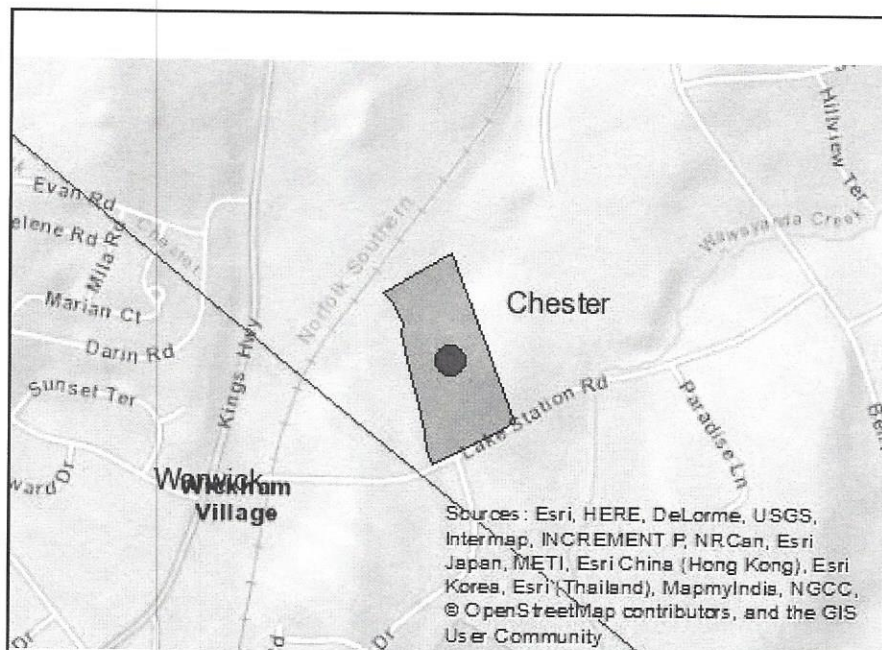 Evan Rd
elene Rd
Mila Rd
Marian Ct
Darin Rd
Sunset Ter
ward Dr
Kings Hwy
Norfolk Southern
Chester
Hillview Ter
Wawayanda Creek
Lake Station Rd
Paradise Ln
Warwick
Wickham
Village
Dr
Dr
Sources: Esri, HERE, DeLorme, USGS,
Intermap, INCREMENT P, NRCan, Esri
Japan, METI, Esri China (Hong Kong), Esri
Korea, Esri (Thailand), MapmyIndia, NGCC,
© OpenStreetMap contributors, and the GIS
User Community